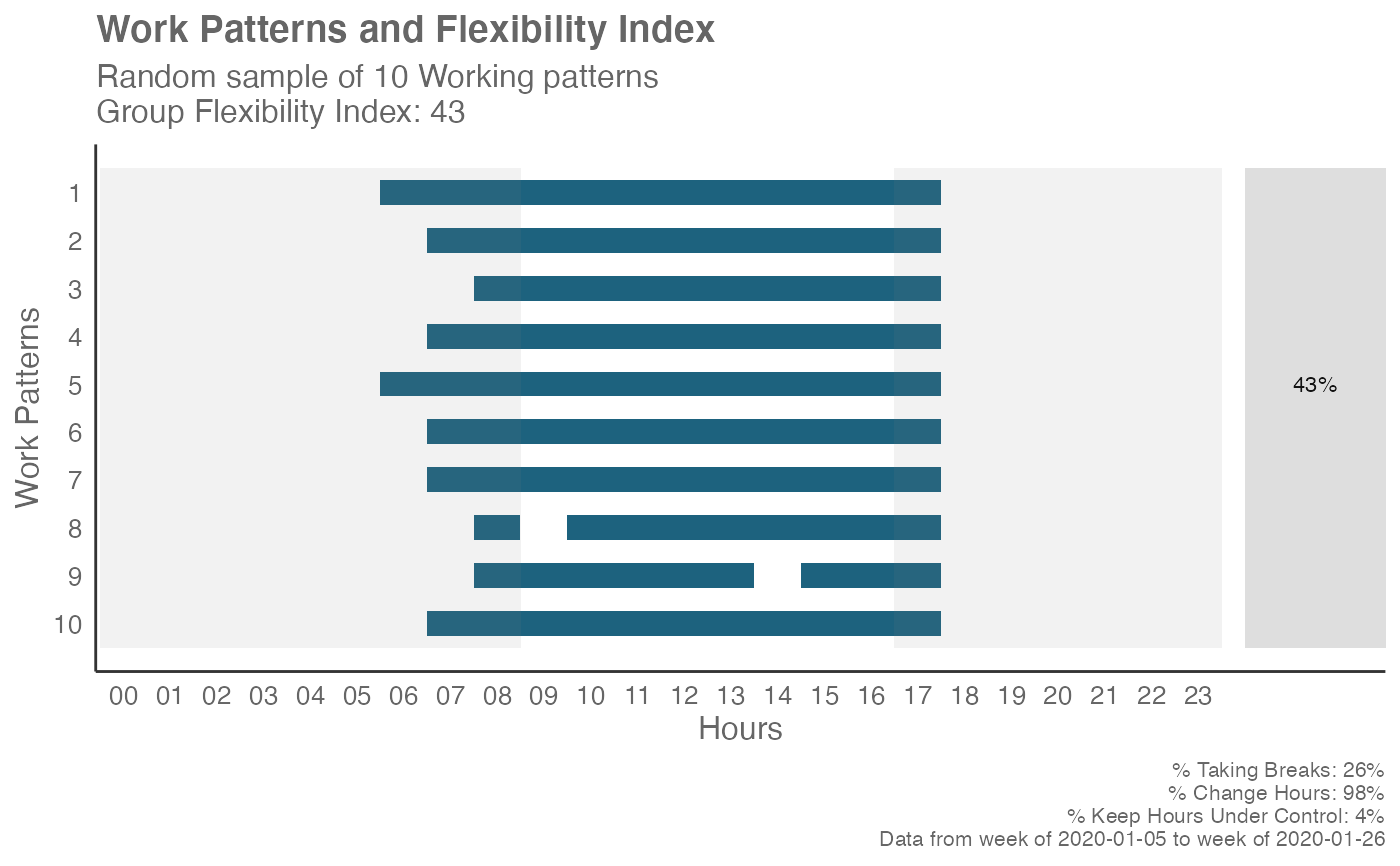 Work Patterns and Flexibility Index
Random sample of 10 Working patterns
Group Flexibility Index: 43
Work Patterns
1
2
3
4
5
6
7
8
9
10
43%
00 01 02 03 04 05 06 07 08 09 10 11 12 13 14 15 16 17 18 19 20 21 22 23
Hours
% Taking Breaks: 26%
% Change Hours: 98%
% Keep Hours Under Control: 4%
Data from week of 2020-01-05 to week of 2020-01-26